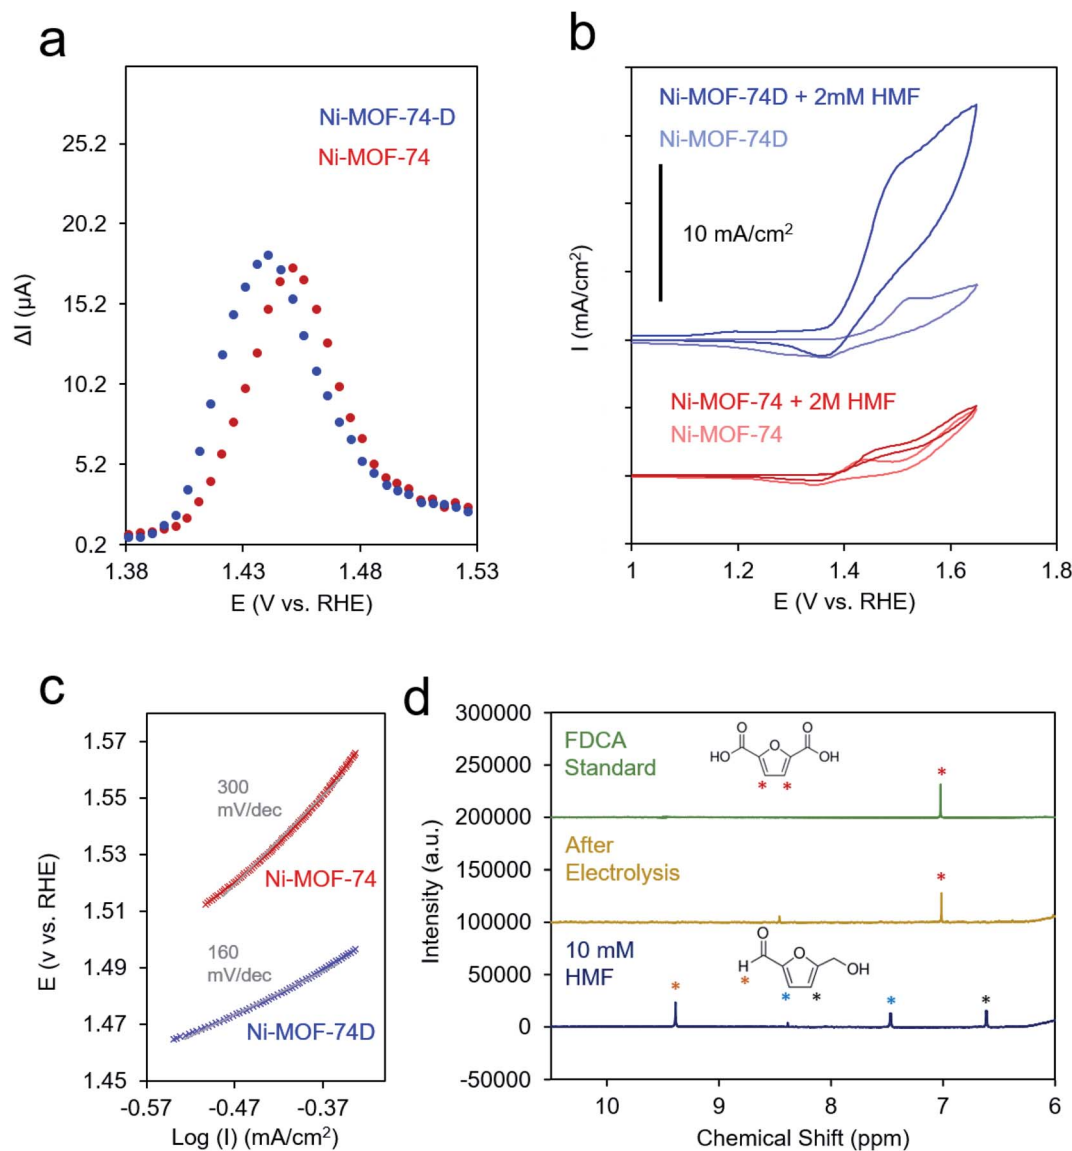 a
Ni-MOF-74-D
Ni-MOF-74
25.2
20.2
15.2
10.2
5.2
0.2
1.38
1.43
1.48
1.53
ΔI (μA)
E (V vs. RHE)
b
Ni-MOF-74D + 2mM HMF
Ni-MOF-74D
10 mA/cm²
Ni-MOF-74 + 2M HMF
Ni-MOF-74
I (mA/cm²)
1
1.2
1.4
1.6
1.8
E (V vs. RHE)
c
1.57
1.55
1.53
1.51
1.49
1.47
1.45
E (v vs. RHE)
300
mV/dec
Ni-MOF-74
160
mV/dec
Ni-MOF-74D
-0.57
-0.47
-0.37
Log (I) (mA/cm²)
d
300000
250000
200000
150000
100000
50000
0
-50000
Intensity (a.u.)
FDCA
Standard
O
O
O
HO
OH
* *
*
After
Electrolysis
*
10 mM
HMF
O
O
H
OH
*
* *
*
*
*
10
9
8
7
6
Chemical Shift (ppm)